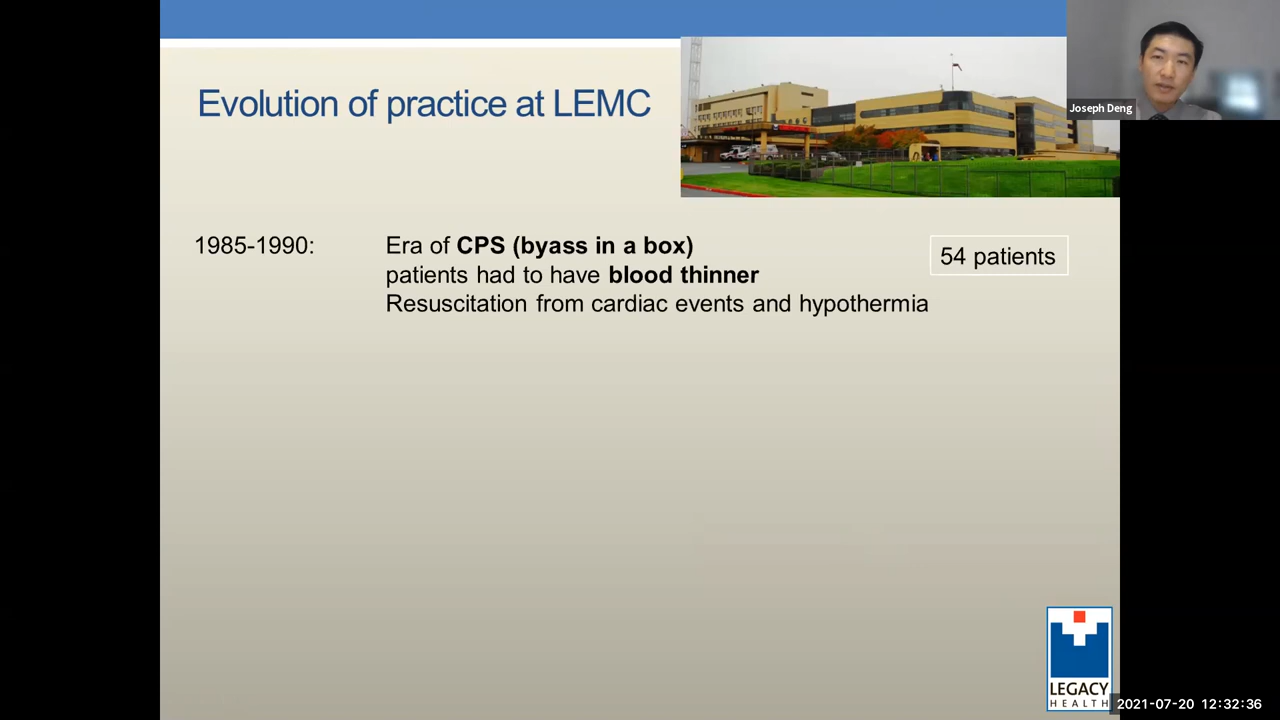 Evolution of practice at LEMC
Joseph Deng
1985-1990:
Era of CPS (byass in a box)
patients had to have blood thinner
Resuscitation from cardiac events and hypothermia
54 patients
LEGACY
HEALTH
2021-07-20 12:32:36